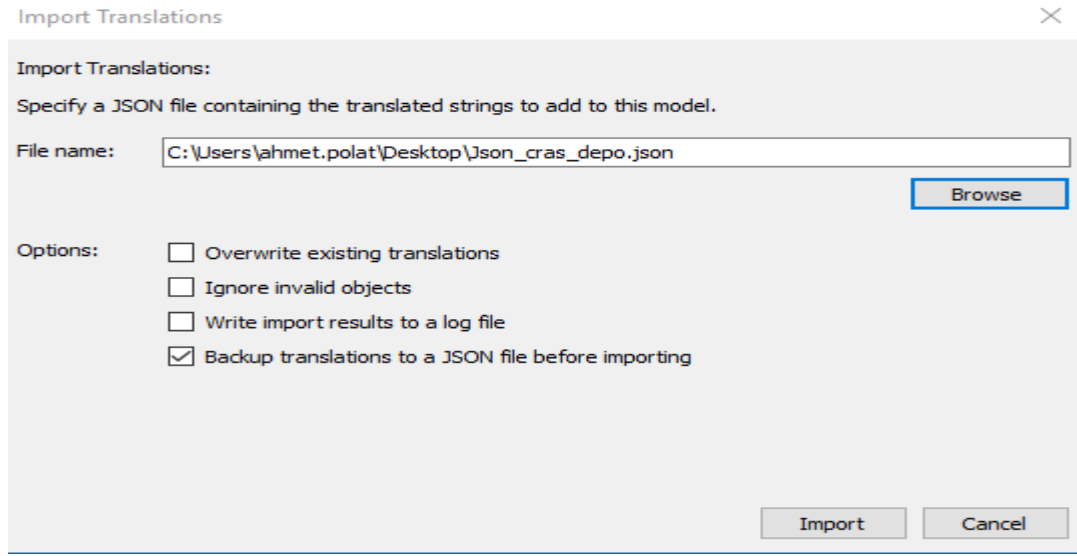 Import Translations
Import Translations:
Specify a JSON file containing the translated strings to add to this model.
File name: C:\Users\ahmet.polat\Desktop\Json_cras_depo.json
Browse
Options: Overwrite existing translations
Ignore invalid objects
Write import results to a log file
Backup translations to a JSON file before importing
Import Cancel